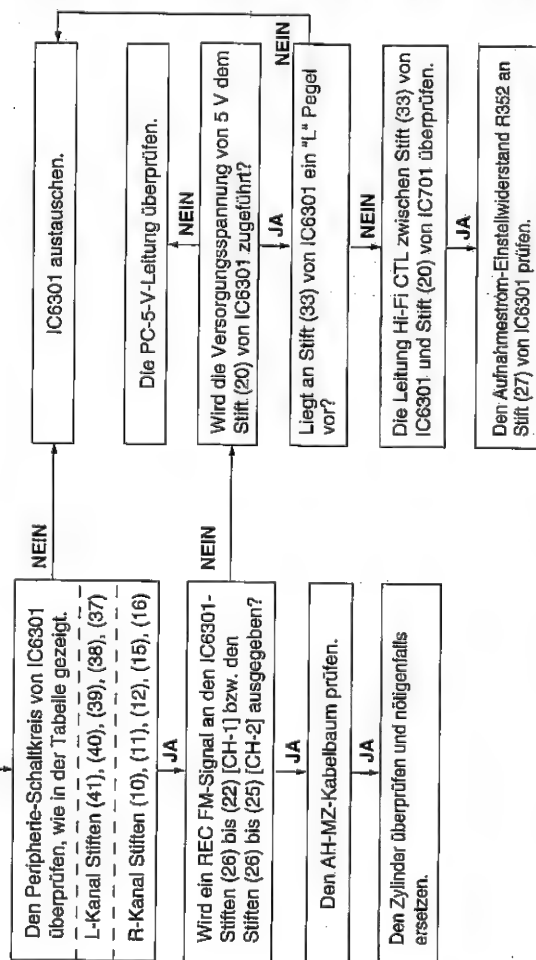 Den Peripherie-Schaltkreis von IC6301
überprüfen, wie in der Tabelle gezeigt.
L-Kanal Stiften (41), (40), (39), (38), (37)
R-Kanal Stiften (10), (11), (12), (15), (16)
NEIN
IC6301 austauschen.
JA
Wird ein REC FM-Signal an den IC6301-
Stiften (26) bis (22) [CH-1] bzw. den
Stiften (26) bis (25) [CH-2] ausgegeben?
NEIN
JA
Den AH-MZ-Kabelbaum prüfen.
JA
Den Zylinder überprüfen und nötigenfalls
ersetzen.
Die PC-5-V-Leitung überprüfen.
NEIN
Wird die Versorgungsspannung von 5 V dem
Stift (20) von IC6301 zugeführt?
JA
Liegt an Stift (33) von IC6301 ein "L" Pegel
vor?
NEIN
NEIN
Die Leitung Hi-Fi CTL zwischen Stift (33) von
IC6301 und Stift (20) von IC701 überprüfen.
JA
Den Aufnahmestrom-Einstellwiderstand R352 an
Stift (27) von IC6301 prüfen.